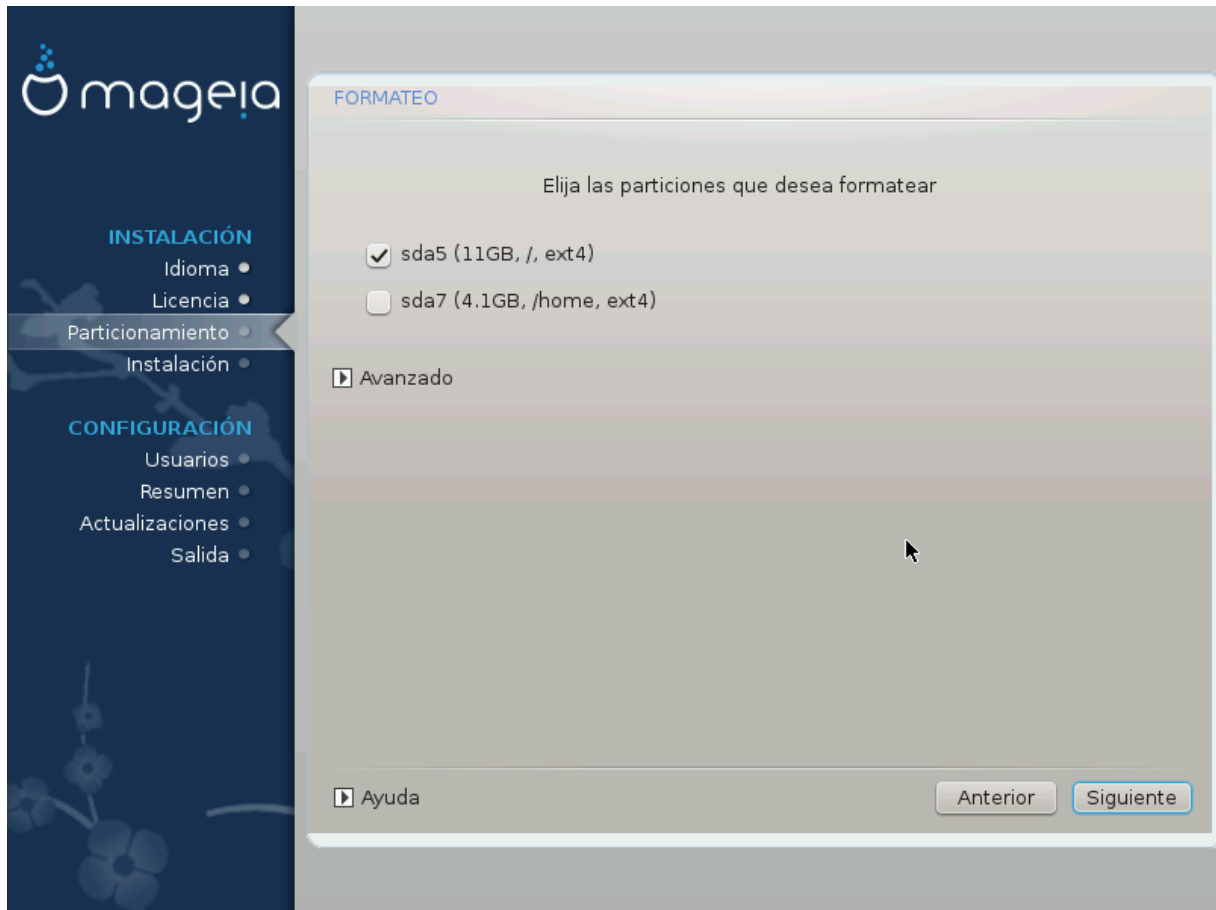 mageia
INSTALACIÓN
Idioma
Licencia
Particionamiento
Instalación
CONFIGURACIÓN
Usuarios
Resumen
Actualizaciones
Salida
FORMATEO
Elija las particiones que desea formatear
sda5 (11GB, /, ext4)
sda7 (4.1GB, /home, ext4)
Avanzado
Ayuda
Anterior
Siguiente